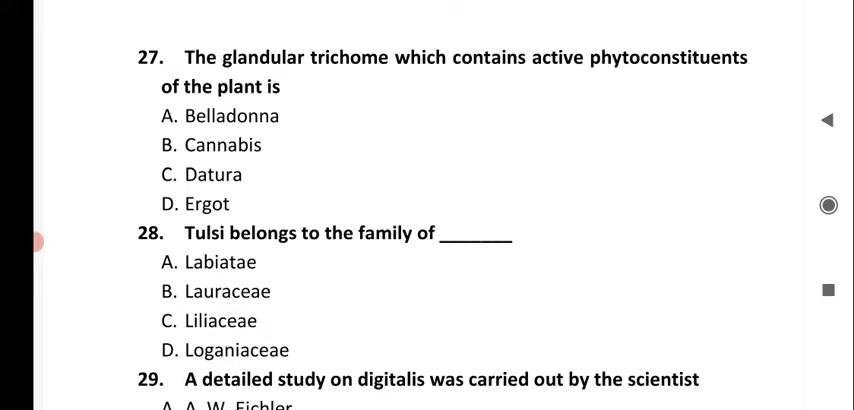 27. The glandular trichome which contains active phytoconstituents
of the plant is
A. Belladonna
B. Cannabis
C. Datura
D. Ergot
28. Tulsi belongs to the family of _______
A. Labiatae
B. Lauraceae
C. Liliaceae
D. Loganiaceae
29. A detailed study on digitalis was carried out by the scientist
A. A. W. Eichler